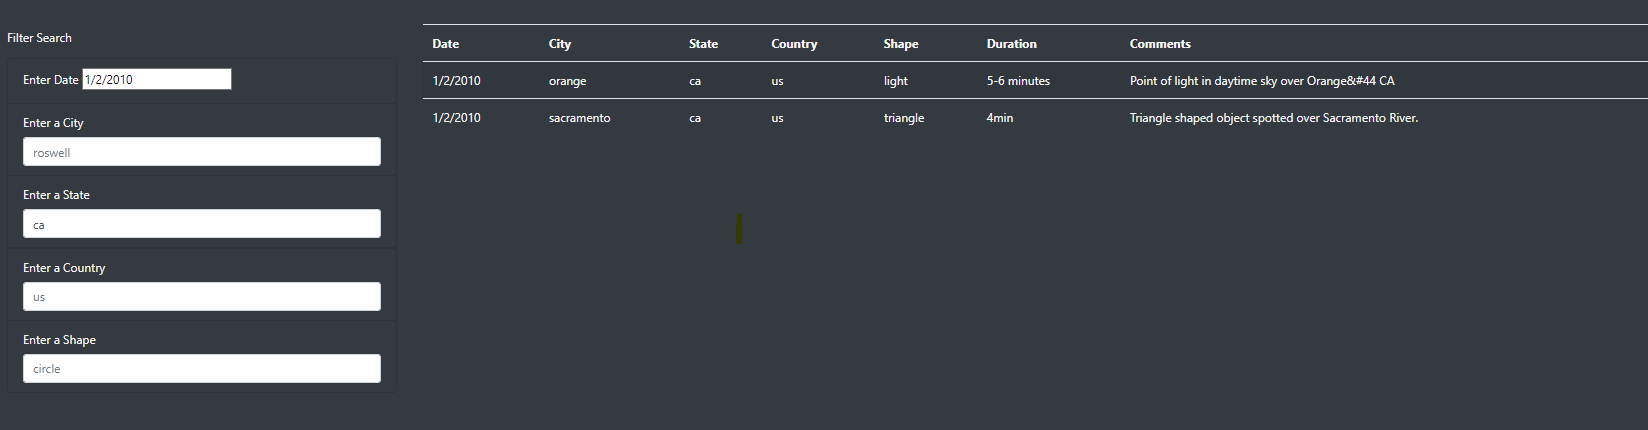 Filter Search
Enter Date 1/2/2010
Enter a City
roswell
Enter a State
ca
Enter a Country
us
Enter a Shape
circle
Date City State Country Shape Duration Comments
1/2/2010 orange ca us light 5-6 minutes Point of light in daytime sky over Orange&#44 CA
1/2/2010 sacramento ca us triangle 4min Triangle shaped object spotted over Sacramento River.